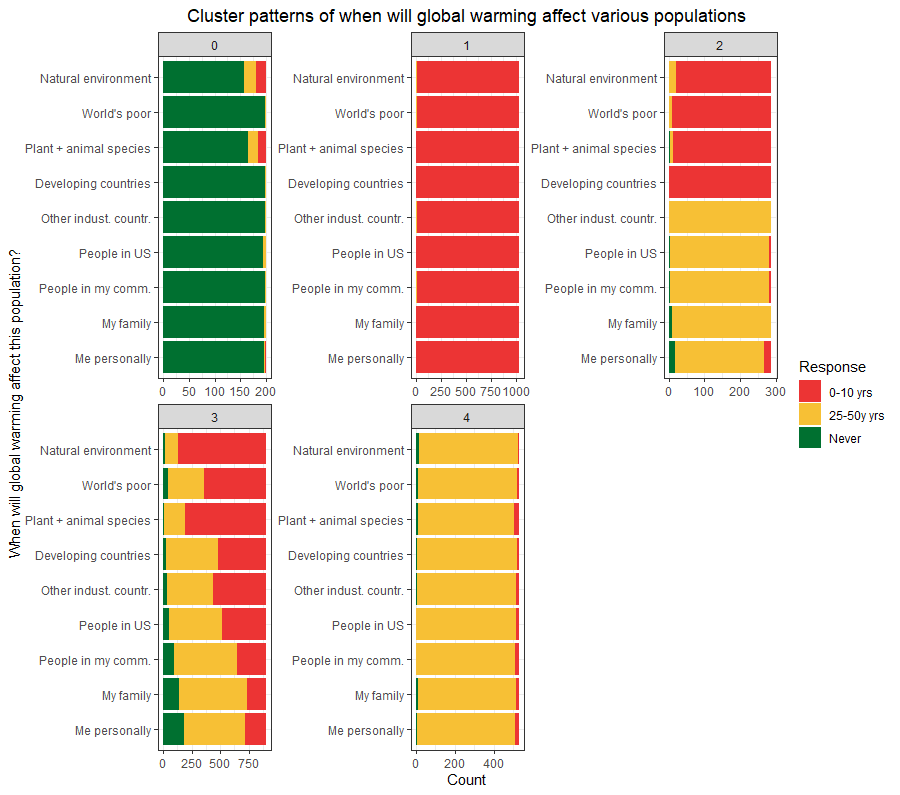 Cluster patterns of when will global warming affect various populations
When will global warming affect this population?
0
Natural environment
World's poor
Plant + animal species
Developing countries
Other indust. countr.
People in US
People in my comm.
My family
Me personally
0 50 100 150 200
1
Natural environment
World's poor
Plant + animal species
Developing countries
Other indust. countr.
People in US
People in my comm.
My family
Me personally
0 250 500 750 1000
2
Natural environment
World's poor
Plant + animal species
Developing countries
Other indust. countr.
People in US
People in my comm.
My family
Me personally
0 100 200 300
3
Natural environment
World's poor
Plant + animal species
Developing countries
Other indust. countr.
People in US
People in my comm.
My family
Me personally
0 250 500 750
4
Natural environment
World's poor
Plant + animal species
Developing countries
Other indust. countr.
People in US
People in my comm.
My family
Me personally
0 200 400
Count
Response
0-10 yrs
25-50y yrs
Never